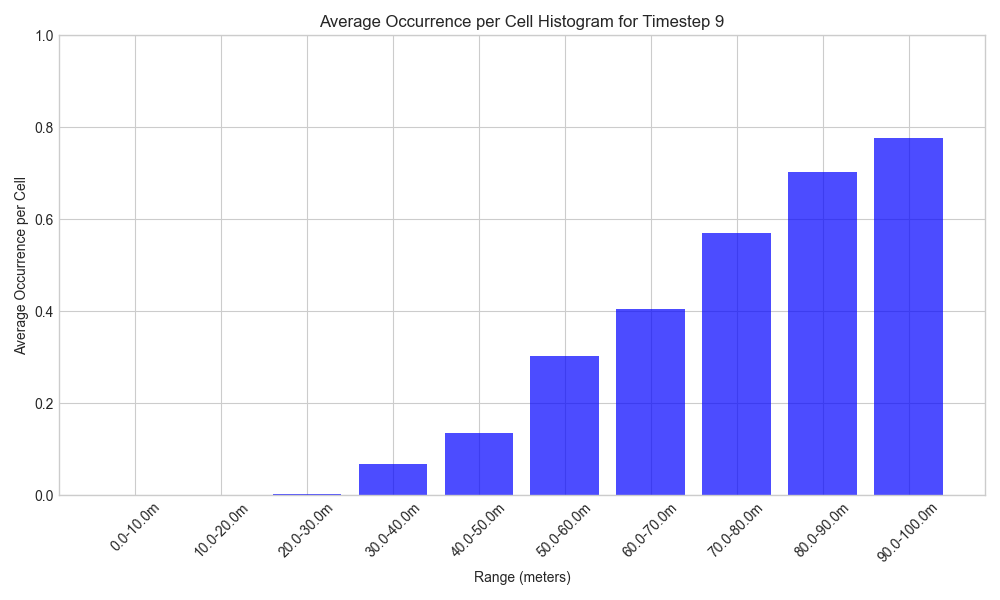 Average Occurrence per Cell Histogram for Timestep 9
1.0
0.8
0.6
0.4
0.2
0.0
Average Occurrence per Cell
0.0-10.0m
10.0-20.0m
20.0-30.0m
30.0-40.0m
40.0-50.0m
50.0-60.0m
60.0-70.0m
70.0-80.0m
80.0-90.0m
90.0-100.0m
Range (meters)